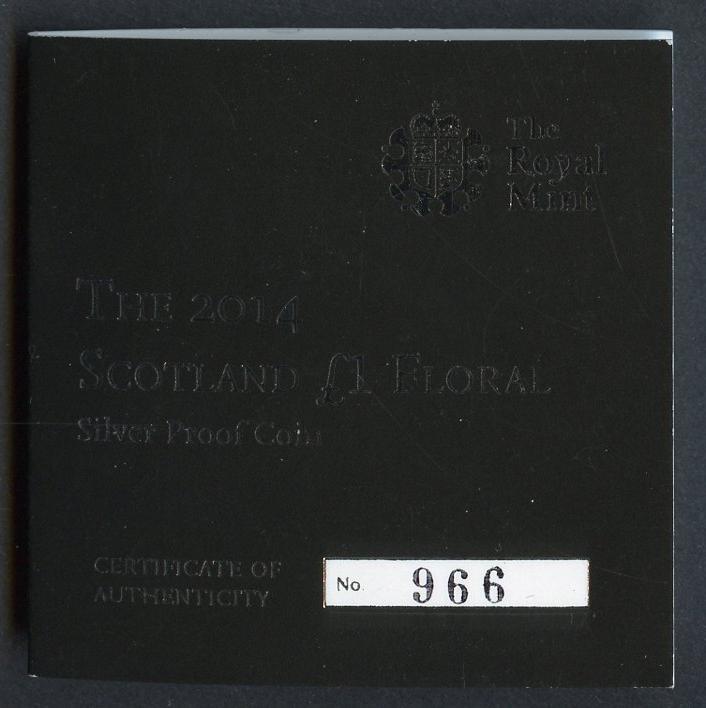 The
Royal
Mint
THE 2014
SCOTLAND £1 FLORAL
Silver Proof Coin
CERTIFICATE OF
AUTHENTICITY
No. 966